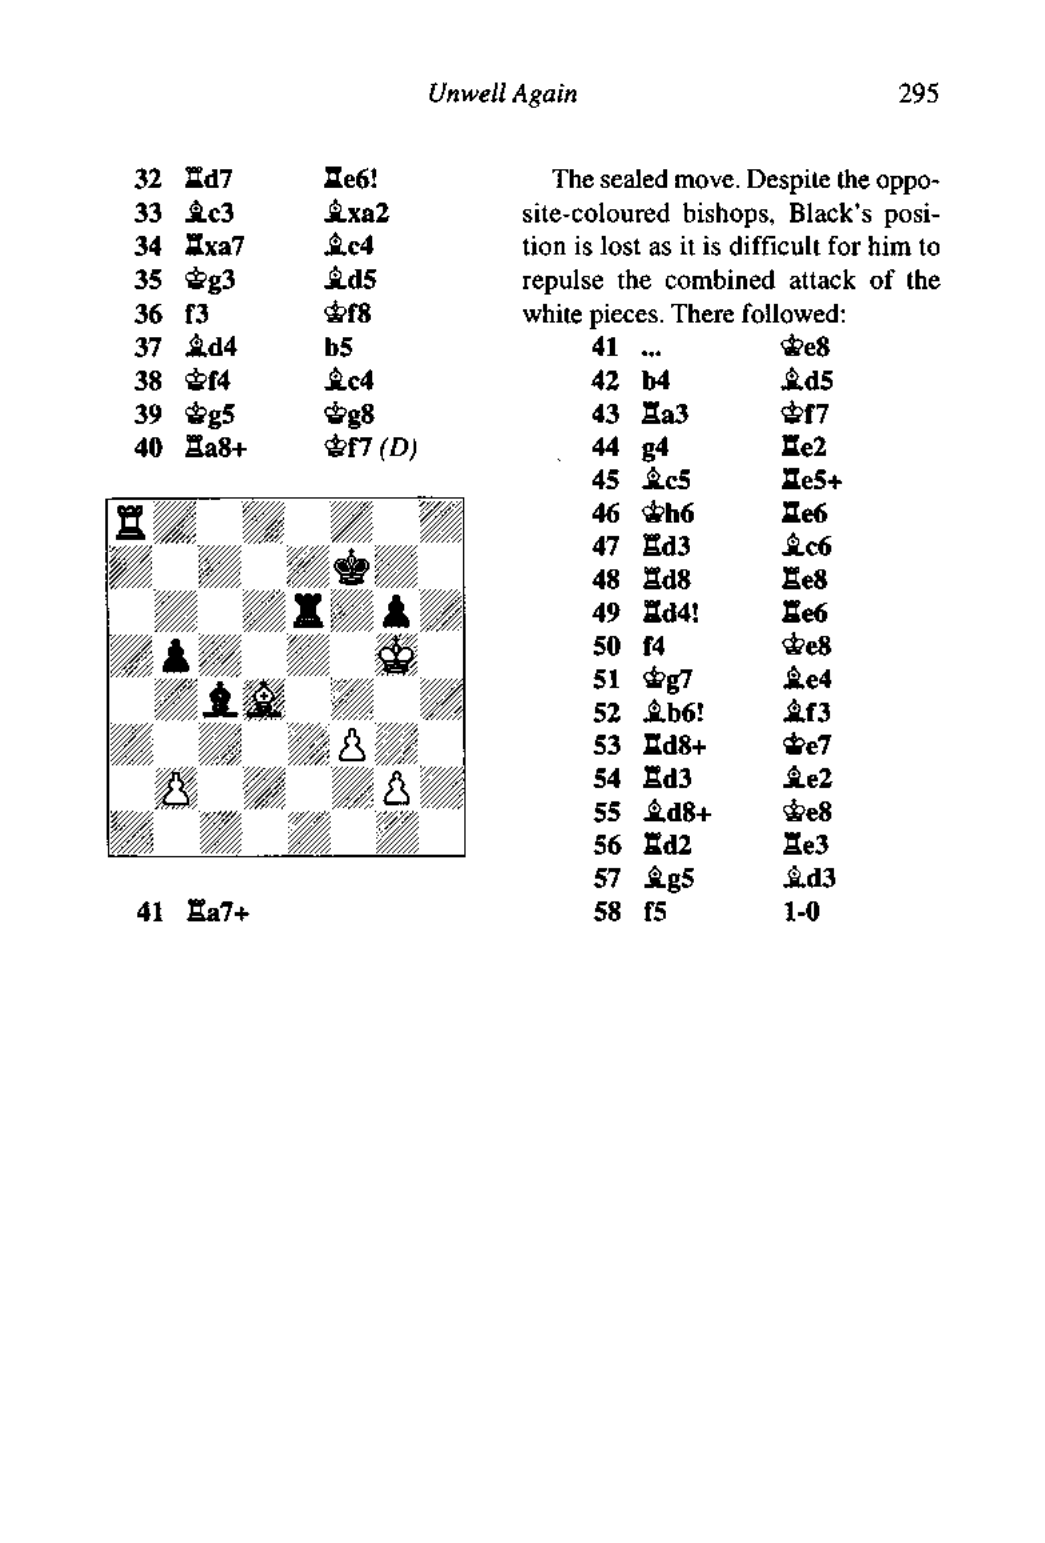 Unwell Again 295
32 ♖d7 ♜e6!
33 ♗c3 ♝xa2
34 ♖xa7 ♝c4
35 ♔g3 ♝d5
36 f3 ♚f8
37 ♗d4 b5
38 ♔f4 ♝c4
39 ♔g5 ♚g8
40 ♖a8+ ♚f7 (D)
41 ♖a7+
The sealed move. Despite the oppo-
site-coloured bishops, Black's posi-
tion is lost as it is difficult for him to
repulse the combined attack of the
white pieces. There followed:
41 ... ♚e8
42 b4 ♝d5
43 ♖a3 ♚f7
44 g4 ♜e2
45 ♗c5 ♜e5+
46 ♔h6 ♜e6
47 ♖d3 ♝c6
48 ♖d8 ♜e8
49 ♖d4! ♜e6
50 f4 ♚e8
51 ♔g7 ♝e4
52 ♗b6! ♝f3
53 ♖d8+ ♚e7
54 ♖d3 ♝e2
55 ♗d8+ ♚e8
56 ♖d2 ♜e3
57 ♗g5 ♝d3
58 f5 1-0